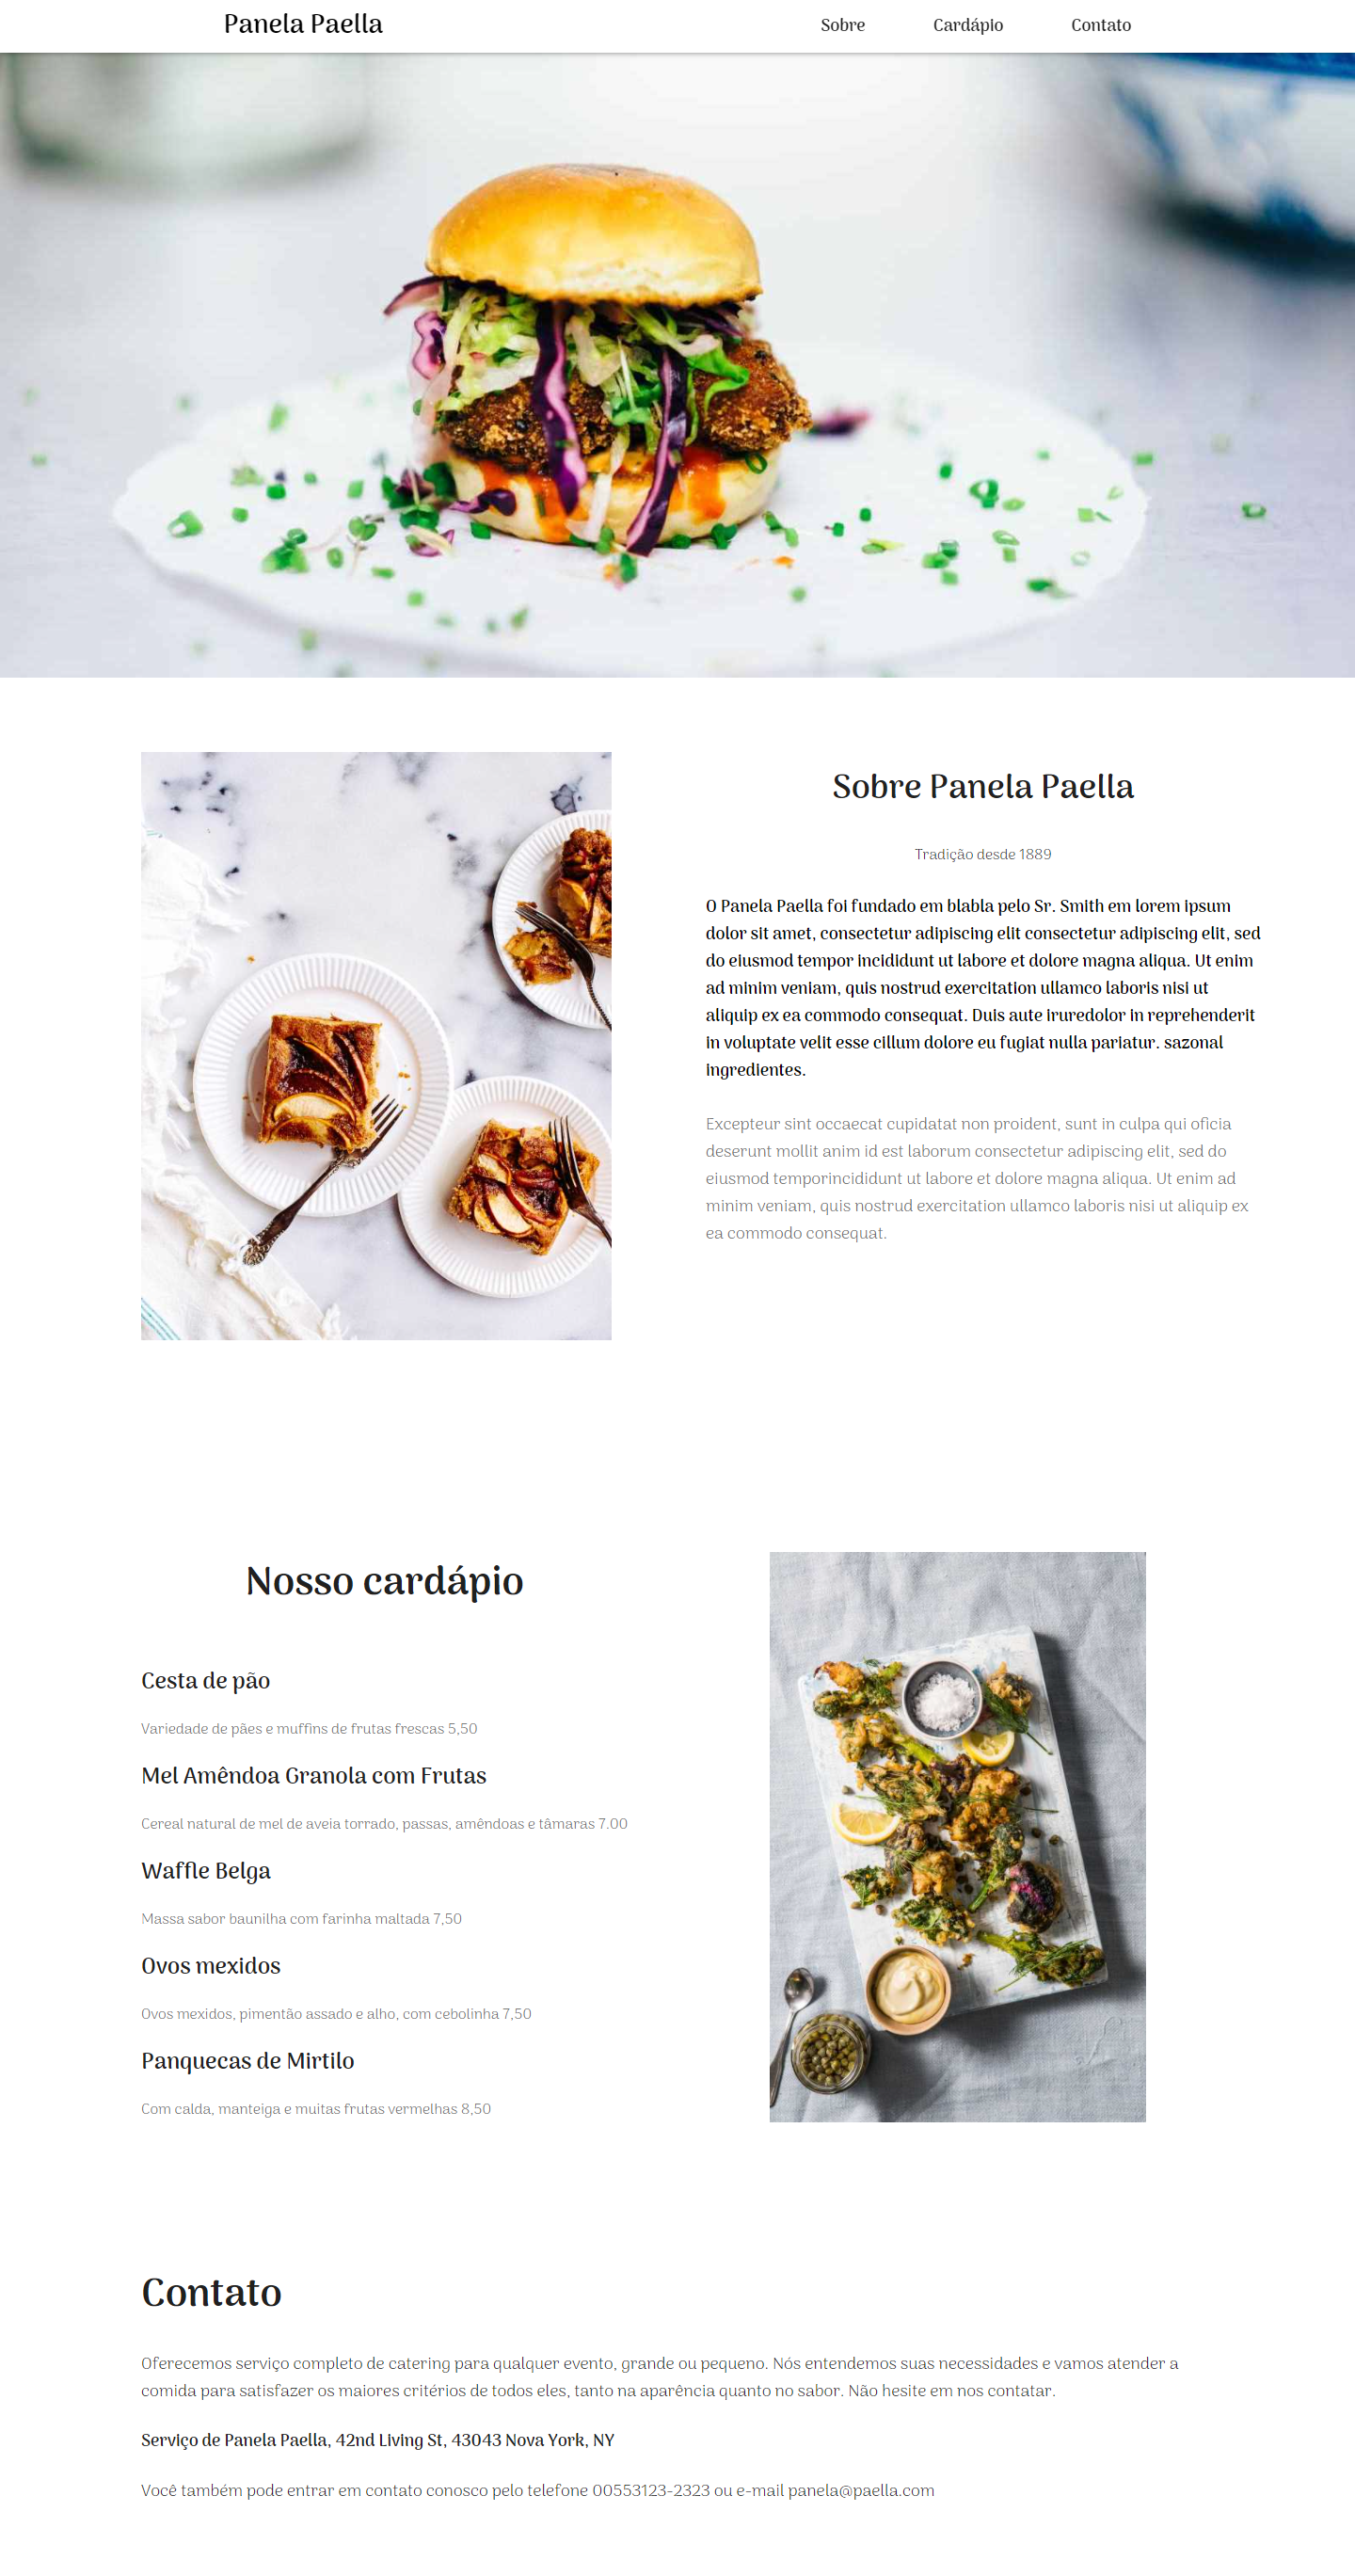 Panela Paella
Sobre Cardápio Contato
Sobre Panela Paella
Tradição desde 1889
O Panela Paella foi fundado em blabla pelo Sr. Smith em lorem ipsum
dolor sit amet, consectetur adipiscing elit consectetur adipiscing elit, sed
do eiusmod tempor incididunt ut labore et dolore magna aliqua. Ut enim
ad minim veniam, quis nostrud exercitation ullamco laboris nisi ut
aliquip ex ea commodo consequat. Duis aute iruredolor in reprehenderit
in voluptate velit esse cillum dolore eu fugiat nulla pariatur. sazonal
ingredientes.
Excepteur sint occaecat cupidatat non proident, sunt in culpa qui oficia
deserunt mollit anim id est laborum consectetur adipiscing elit, sed do
eiusmod temporincididunt ut labore et dolore magna aliqua. Ut enim ad
minim veniam, quis nostrud exercitation ullamco laboris nisi ut aliquip ex
ea commodo consequat.
Nosso cardápio
Cesta de pão
Variedade de pães e muffins de frutas frescas 5,50
Mel Amêndoa Granola com Frutas
Cereal natural de mel de aveia torrado, passas, amêndoas e tâmaras 7.00
Waffle Belga
Massa sabor baunilha com farinha maltada 7,50
Ovos mexidos
Ovos mexidos, pimentão assado e alho, com cebolinha 7,50
Panquecas de Mirtilo
Com calda, manteiga e muitas frutas vermelhas 8,50
Contato
Oferecemos serviço completo de catering para qualquer evento, grande ou pequeno. Nós entendemos suas necessidades e vamos atender a
comida para satisfazer os maiores critérios de todos eles, tanto na aparência quanto no sabor. Não hesite em nos contatar.
Serviço de Panela Paella, 42nd Living St, 43043 Nova York, NY
Você também pode entrar em contato conosco pelo telefone 00553123-2323 ou e-mail panela@paella.com